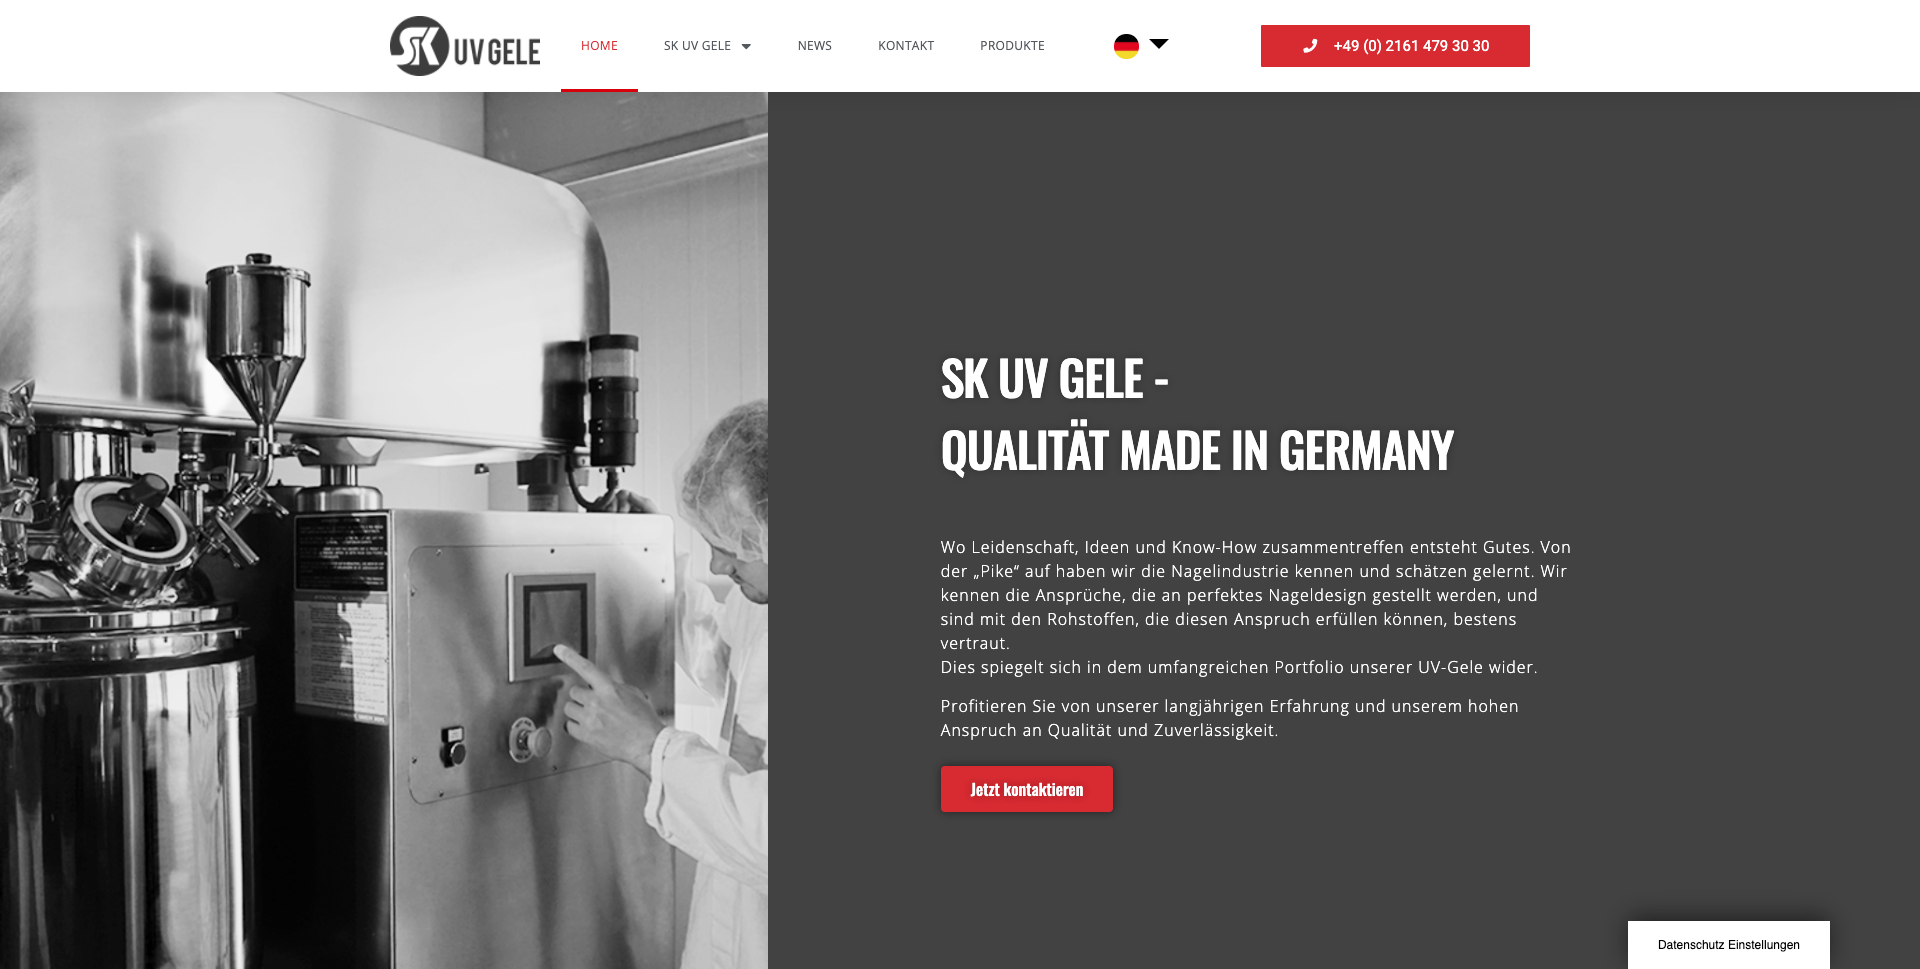 SK UV GELE
HOME
SK UV GELE
NEWS
KONTAKT
PRODUKTE
+49 (0) 2161 479 30 30
SK UV GELE -
QUALITÄT MADE IN GERMANY
Wo Leidenschaft, Ideen und Know-How zusammentreffen entsteht Gutes. Von
der „Pike“ auf haben wir die Nagelindustrie kennen und schätzen gelernt. Wir
kennen die Ansprüche, die an perfektes Nageldesign gestellt werden, und
sind mit den Rohstoffen, die diesen Anspruch erfüllen können, bestens
vertraut.
Dies spiegelt sich in dem umfangreichen Portfolio unserer UV-Gele wider.
Profitieren Sie von unserer langjährigen Erfahrung und unserem hohen
Anspruch an Qualität und Zuverlässigkeit.
Jetzt kontaktieren
Datenschutz Einstellungen